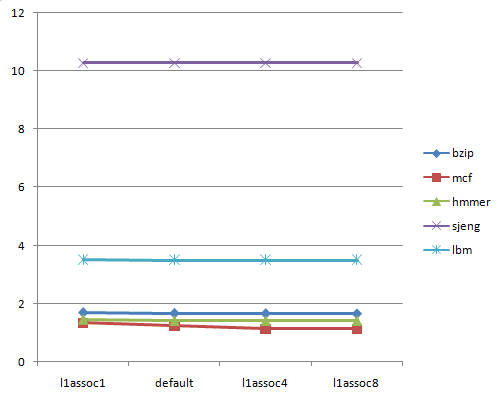 12
10
8
6
4
2
0
l1assoc1 default l1assoc4 l1assoc8
bzip
mcf
hmmer
sjeng
lbm